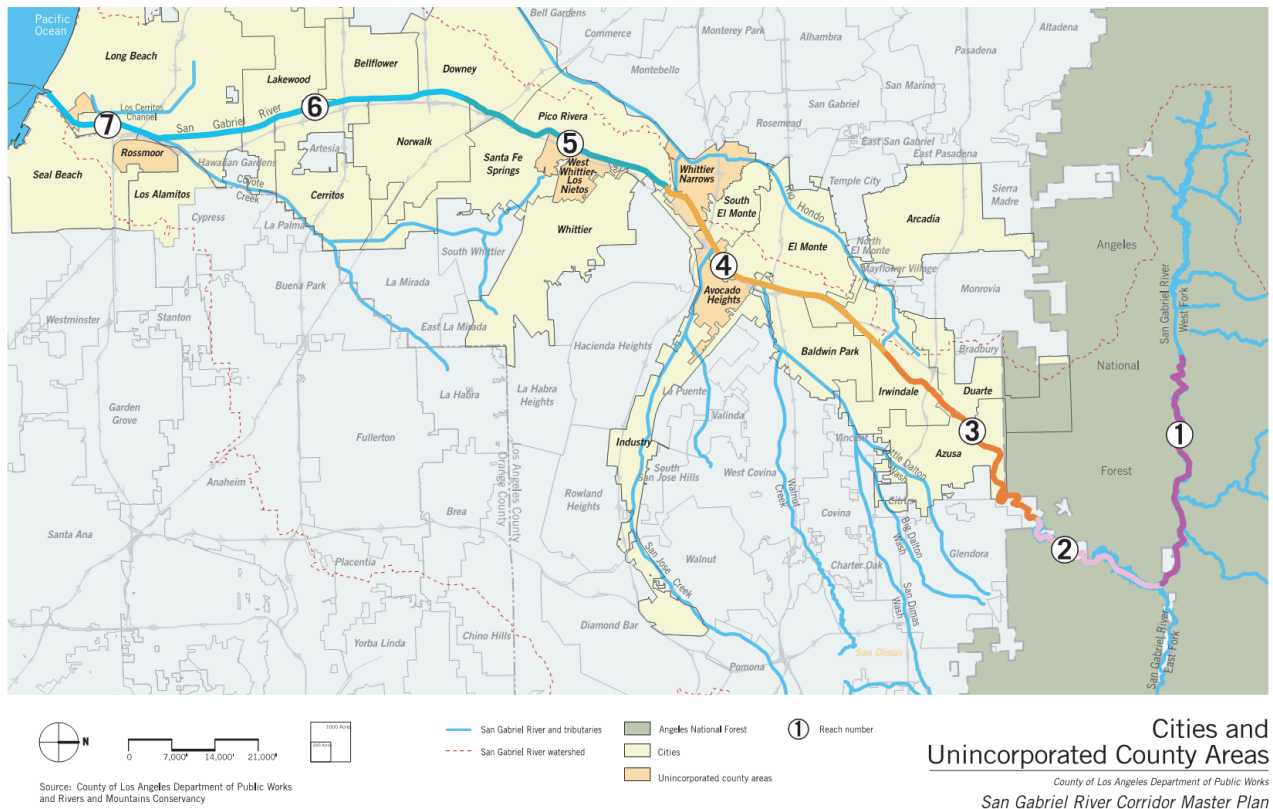 Pacific
Ocean
Bell Gardens
Commerce
Monterey Park
Alhambra
Pasadena
Altadena
Long Beach
Lakewood
Bellflower
Downey
Montebello
San Marino
San Gabriel
Rosemead
East San Gabriel
East Pasadena
Los Cerritos
Channel
San Gabriel River
6
7
Pico Rivera
5
Rossmoor
Hawaiian Gardens
Artesia
Norwalk
Santa Fe
Springs
West
Whittier-
Los
Nietos
Whittier
Narrows
Rio Hondo
Temple City
Sierra
Madre
Seal Beach
Los Alamitos
Coyote
Creek
Cerritos
South
El Monte
Arcadia
Cypress
La Palma
South Whittier
Whittier
El Monte
North
El Monte
Mayflower Village
Angeles
4
Avocado
Heights
Monrovia
San Gabriel River
West Fork
Buena Park
La Mirada
Westminster
Stanton
East La Mirada
Hacienda Heights
Baldwin Park
Bradbury
National
La Habra
La Habra
Heights
La Puente
Irwindale
Duarte
Garden
Grove
Fullerton
Valinda
Industry
Vincent
3
Azusa
1
Los Angeles County
Orange County
South
San Jose Hills
West Covina
Little Dalton
Wash
Forest
Anaheim
Rowland
Heights
Walnut
Creek
Citrus
Santa Ana
Brea
Covina
Big Dalton
Wash
Glendora
2
Placentia
San Jose
Creek
Walnut
Charter Oak
San Dimas
Wash
Yorba Linda
Chino Hills
Diamond Bar
Pomona
San Dimas
San Gabriel River
East Fork
N
0
7,000'
14,000'
21,000'
1000 Acres
250 Acres
San Gabriel River and tributaries
San Gabriel River watershed
Angeles National Forest
Cities
Unincorporated county areas
1 Reach number
Source: County of Los Angeles Department of Public Works
and Rivers and Mountains Conservancy
Cities and
Unincorporated County Areas
County of Los Angeles Department of Public Works
San Gabriel River Corridor Master Plan